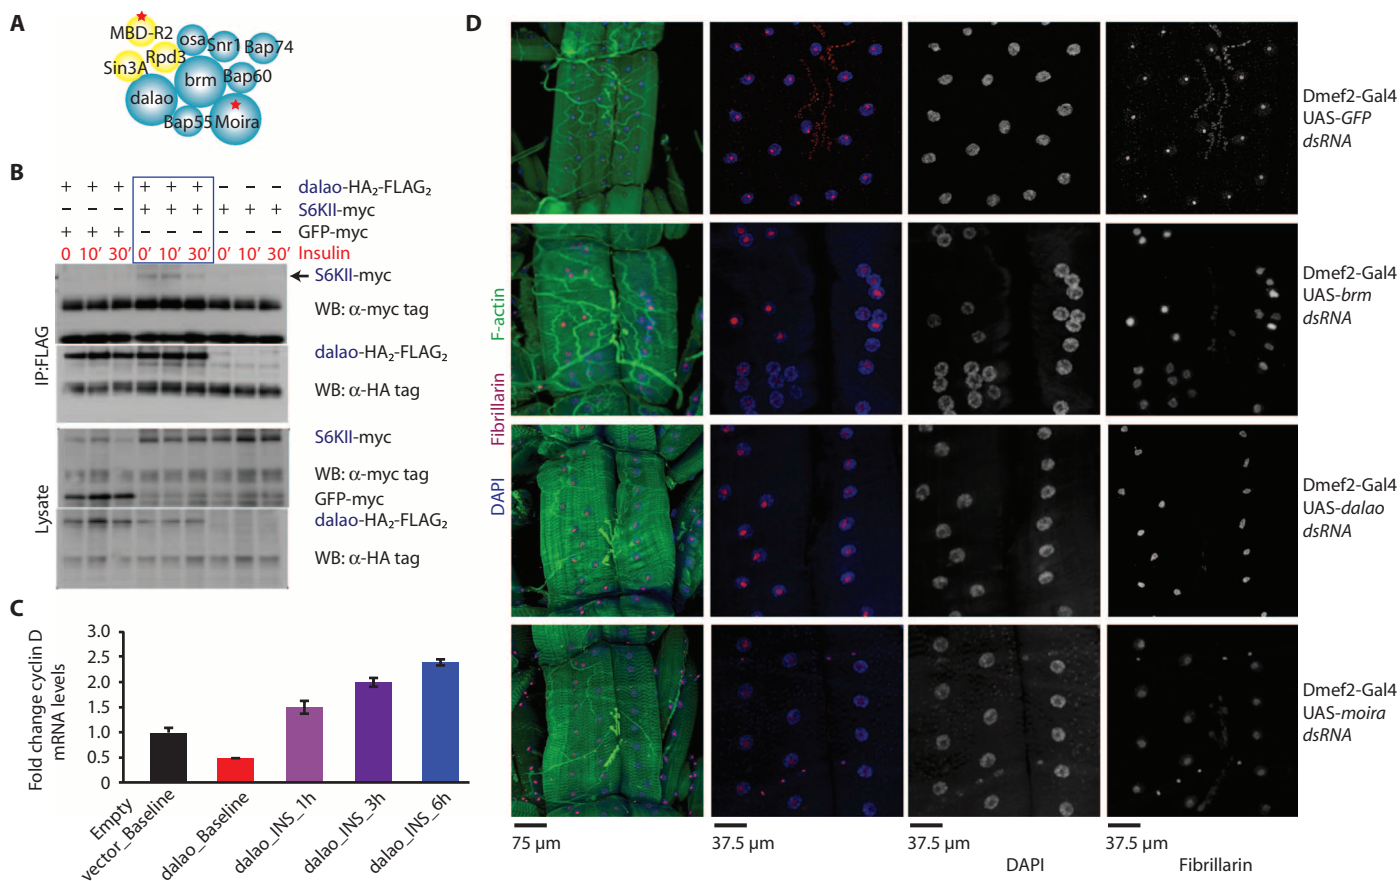 A
MBD-R2
osa
Snr1
Bap74
Rpd3
Sin3A
brm
Bap60
dalao
Bap55
Moira
B
+ + + + + + − − − dalao-HA₂-FLAG₂
− − − + + + + + + S6KII-myc
+ + + − − − − − − GFP-myc
0 10′ 30′ 0′ 10′ 30′ 0′ 10′ 30′ Insulin
IP:FLAG
S6KII-myc
WB: α-myc tag
dalao-HA₂-FLAG₂
WB: α-HA tag
Lysate
S6KII-myc
WB: α-myc tag
GFP-myc
dalao-HA₂-FLAG₂
WB: α-HA tag
C
Fold change cyclin D
mRNA levels
3.0
2.5
2.0
1.5
1.0
0.5
0
Empty
vector_Baseline
dalao_Baseline
dalao_INS_1h
dalao_INS_3h
dalao_INS_6h
D
DAPI Fibrillarin F-actin
Dmef2-Gal4
UAS-GFP
dsRNA
Dmef2-Gal4
UAS-brm
dsRNA
Dmef2-Gal4
UAS-dalao
dsRNA
Dmef2-Gal4
UAS-moira
dsRNA
75 µm
37.5 µm
37.5 µm
37.5 µm
DAPI
Fibrillarin